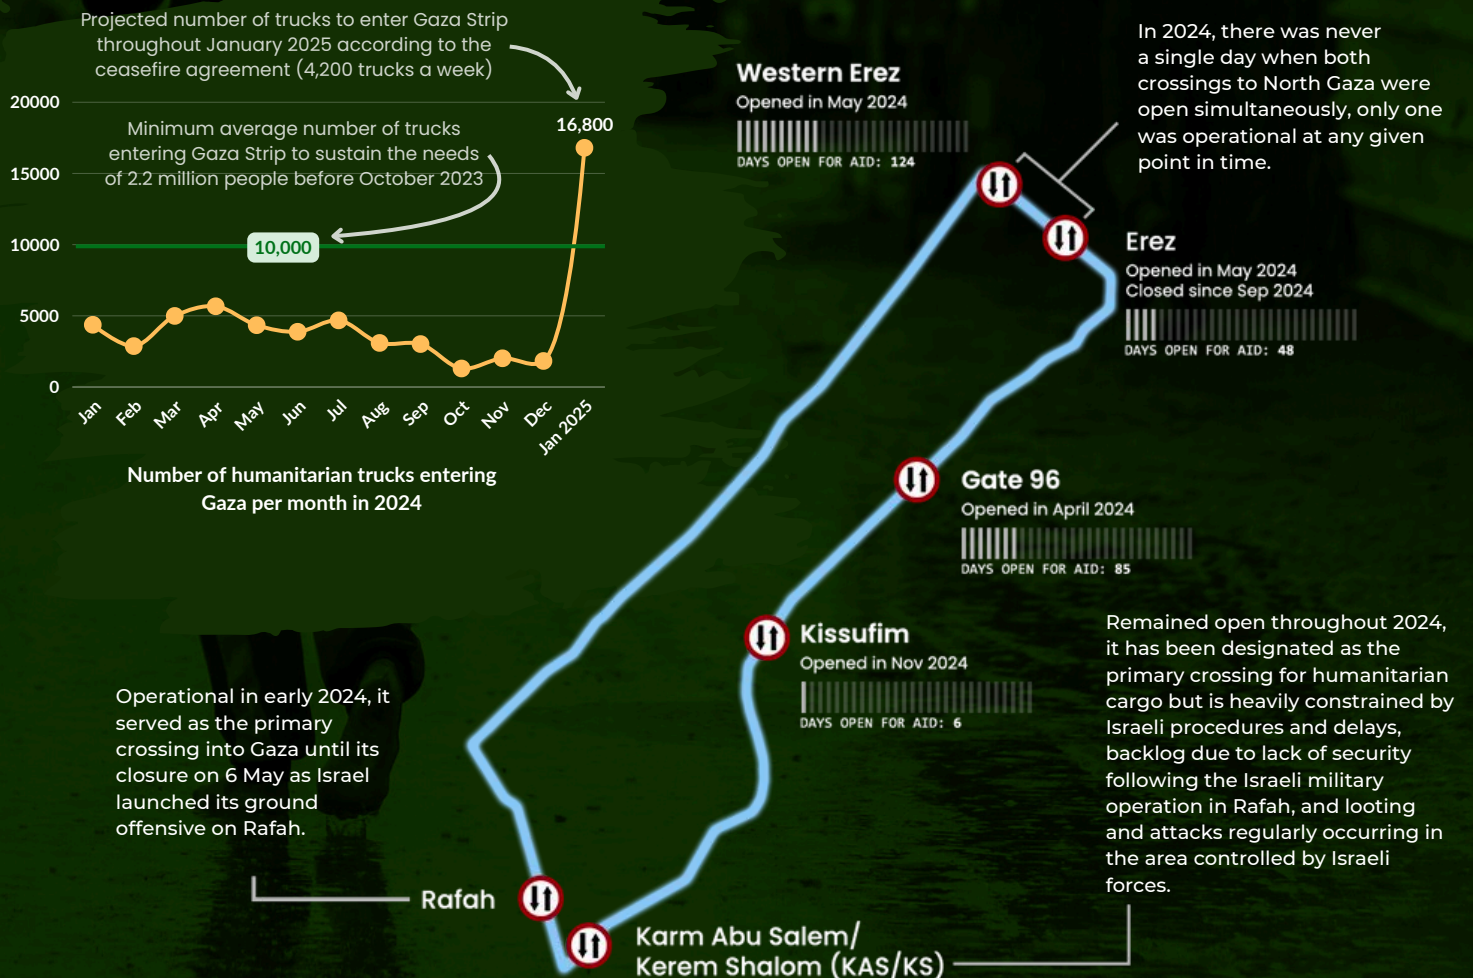 Projected number of trucks to enter Gaza Strip
throughout January 2025 according to the
ceasefire agreement (4,200 trucks a week)
20000
16,800
Minimum average number of trucks
entering Gaza Strip to sustain the needs
of 2.2 million people before October 2023
15000
10000
10,000
5000
0
Jan
Feb
Mar
Apr
May
Jun
Jul
Aug
Sep
Oct
Nov
Dec
Jan 2025
Number of humanitarian trucks entering
Gaza per month in 2024
Western Erez
Opened in May 2024
DAYS OPEN FOR AID: 124
In 2024, there was never
a single day when both
crossings to North Gaza were
open simultaneously, only one
was operational at any given
point in time.
Erez
Opened in May 2024
Closed since Sep 2024
DAYS OPEN FOR AID: 48
Gate 96
Opened in April 2024
DAYS OPEN FOR AID: 85
Kissufim
Opened in Nov 2024
DAYS OPEN FOR AID: 6
Remained open throughout 2024,
it has been designated as the
primary crossing for humanitarian
cargo but is heavily constrained by
Israeli procedures and delays,
backlog due to lack of security
following the Israeli military
operation in Rafah, and looting
and attacks regularly occurring in
the area controlled by Israeli
forces.
Operational in early 2024, it
served as the primary
crossing into Gaza until its
closure on 6 May as Israel
launched its ground
offensive on Rafah.
Rafah
Karm Abu Salem/
Kerem Shalom (KAS/KS)